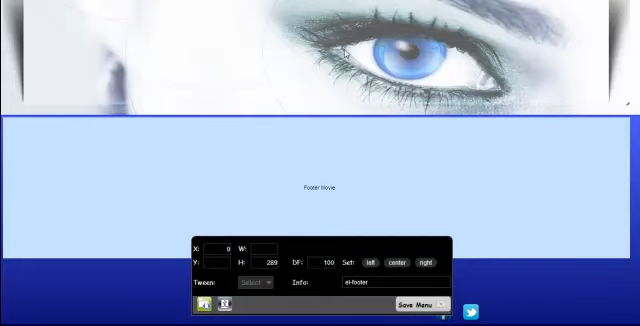 Footer Movie
X: 0 W:
Y: H: 289 DF: 100 Set: left center right
Tween: Select Info: el-footer
Save Menu